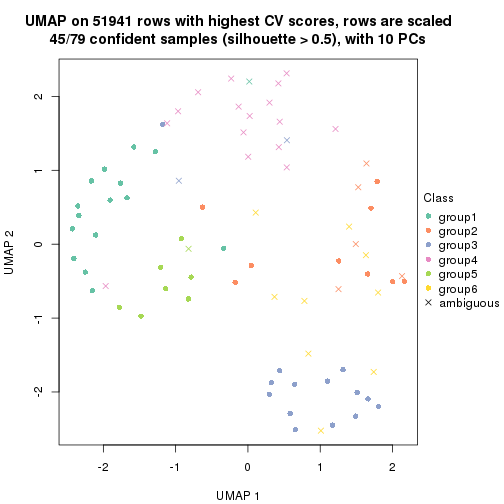 UMAP on 51941 rows with highest CV scores, rows are scaled
45/79 confident samples (silhouette > 0.5), with 10 PCs
2
1
0
-1
-2
UMAP 2
-2
-1
0
1
2
UMAP 1
Class
group1
group2
group3
group4
group5
group6
ambiguous